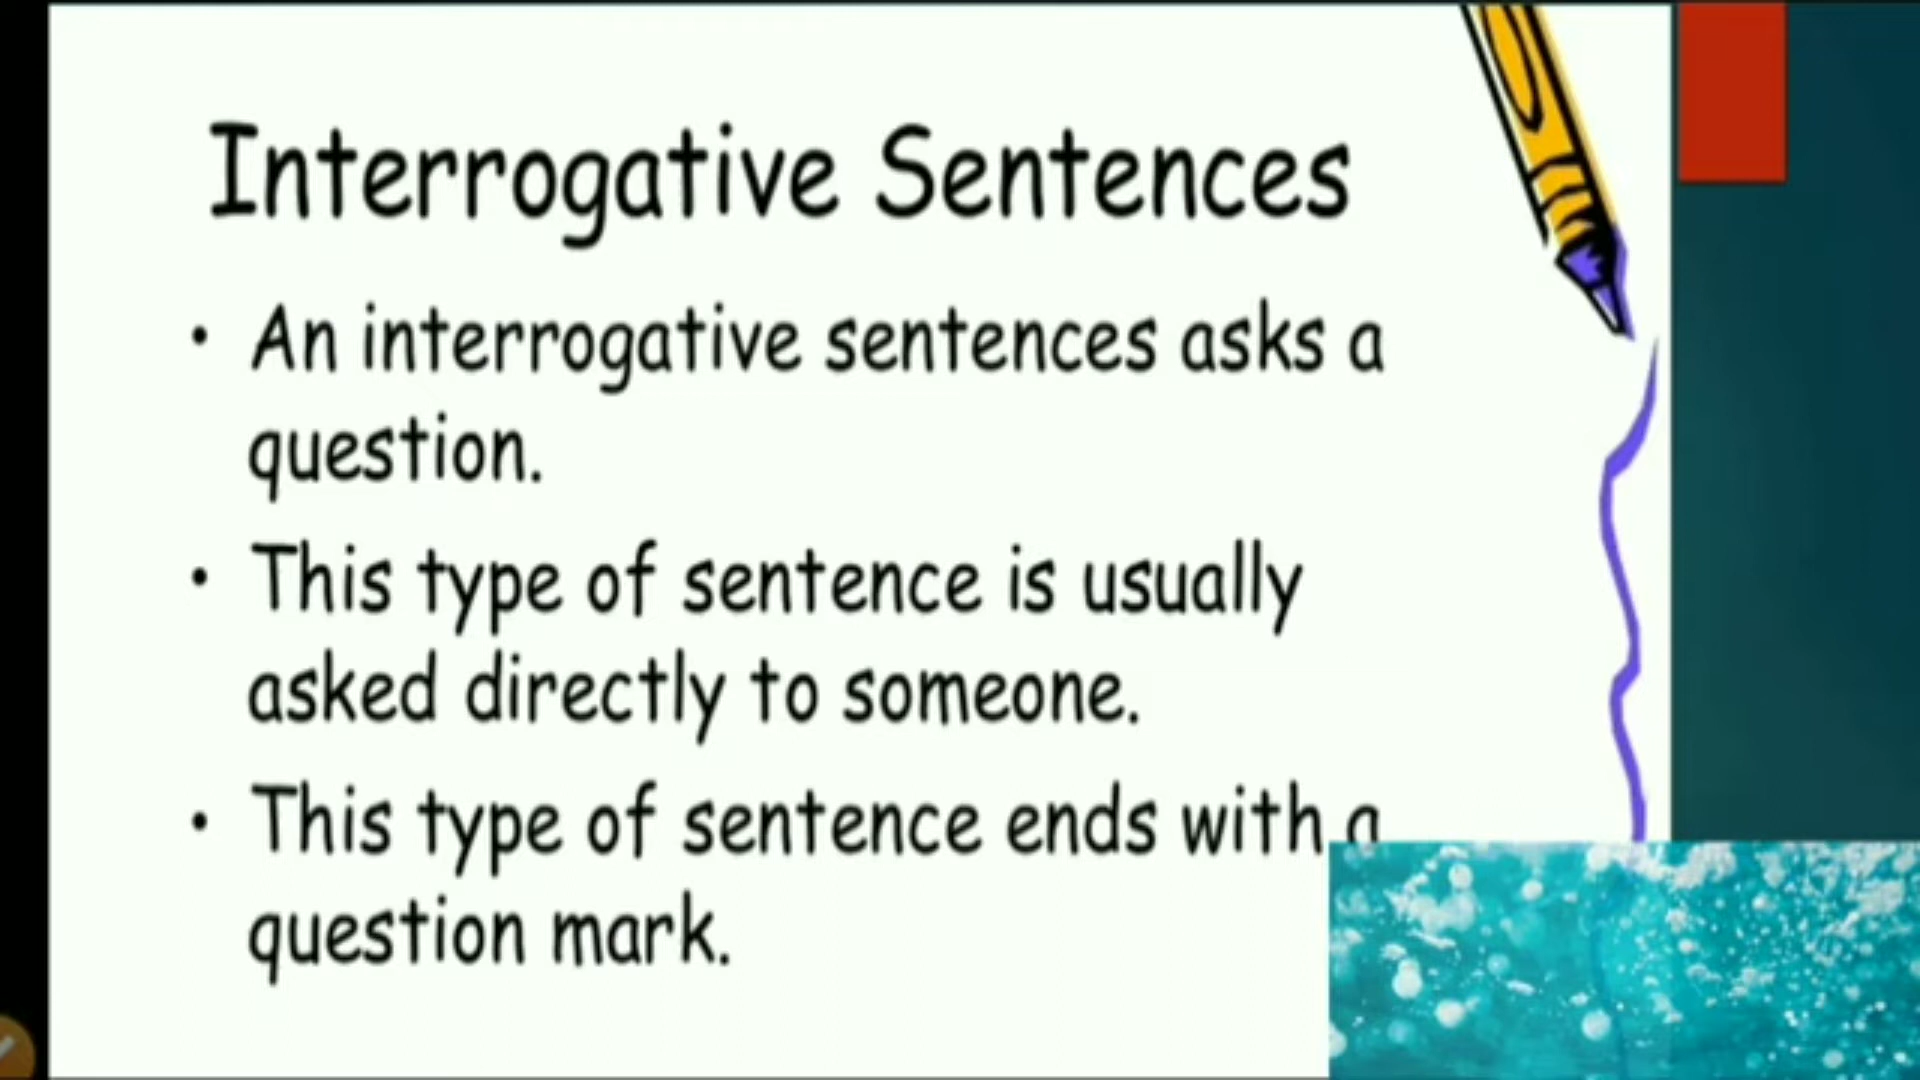 Interrogative Sentences
• An interrogative sentences asks a
question.
• This type of sentence is usually
asked directly to someone.
• This type of sentence ends with a
question mark.